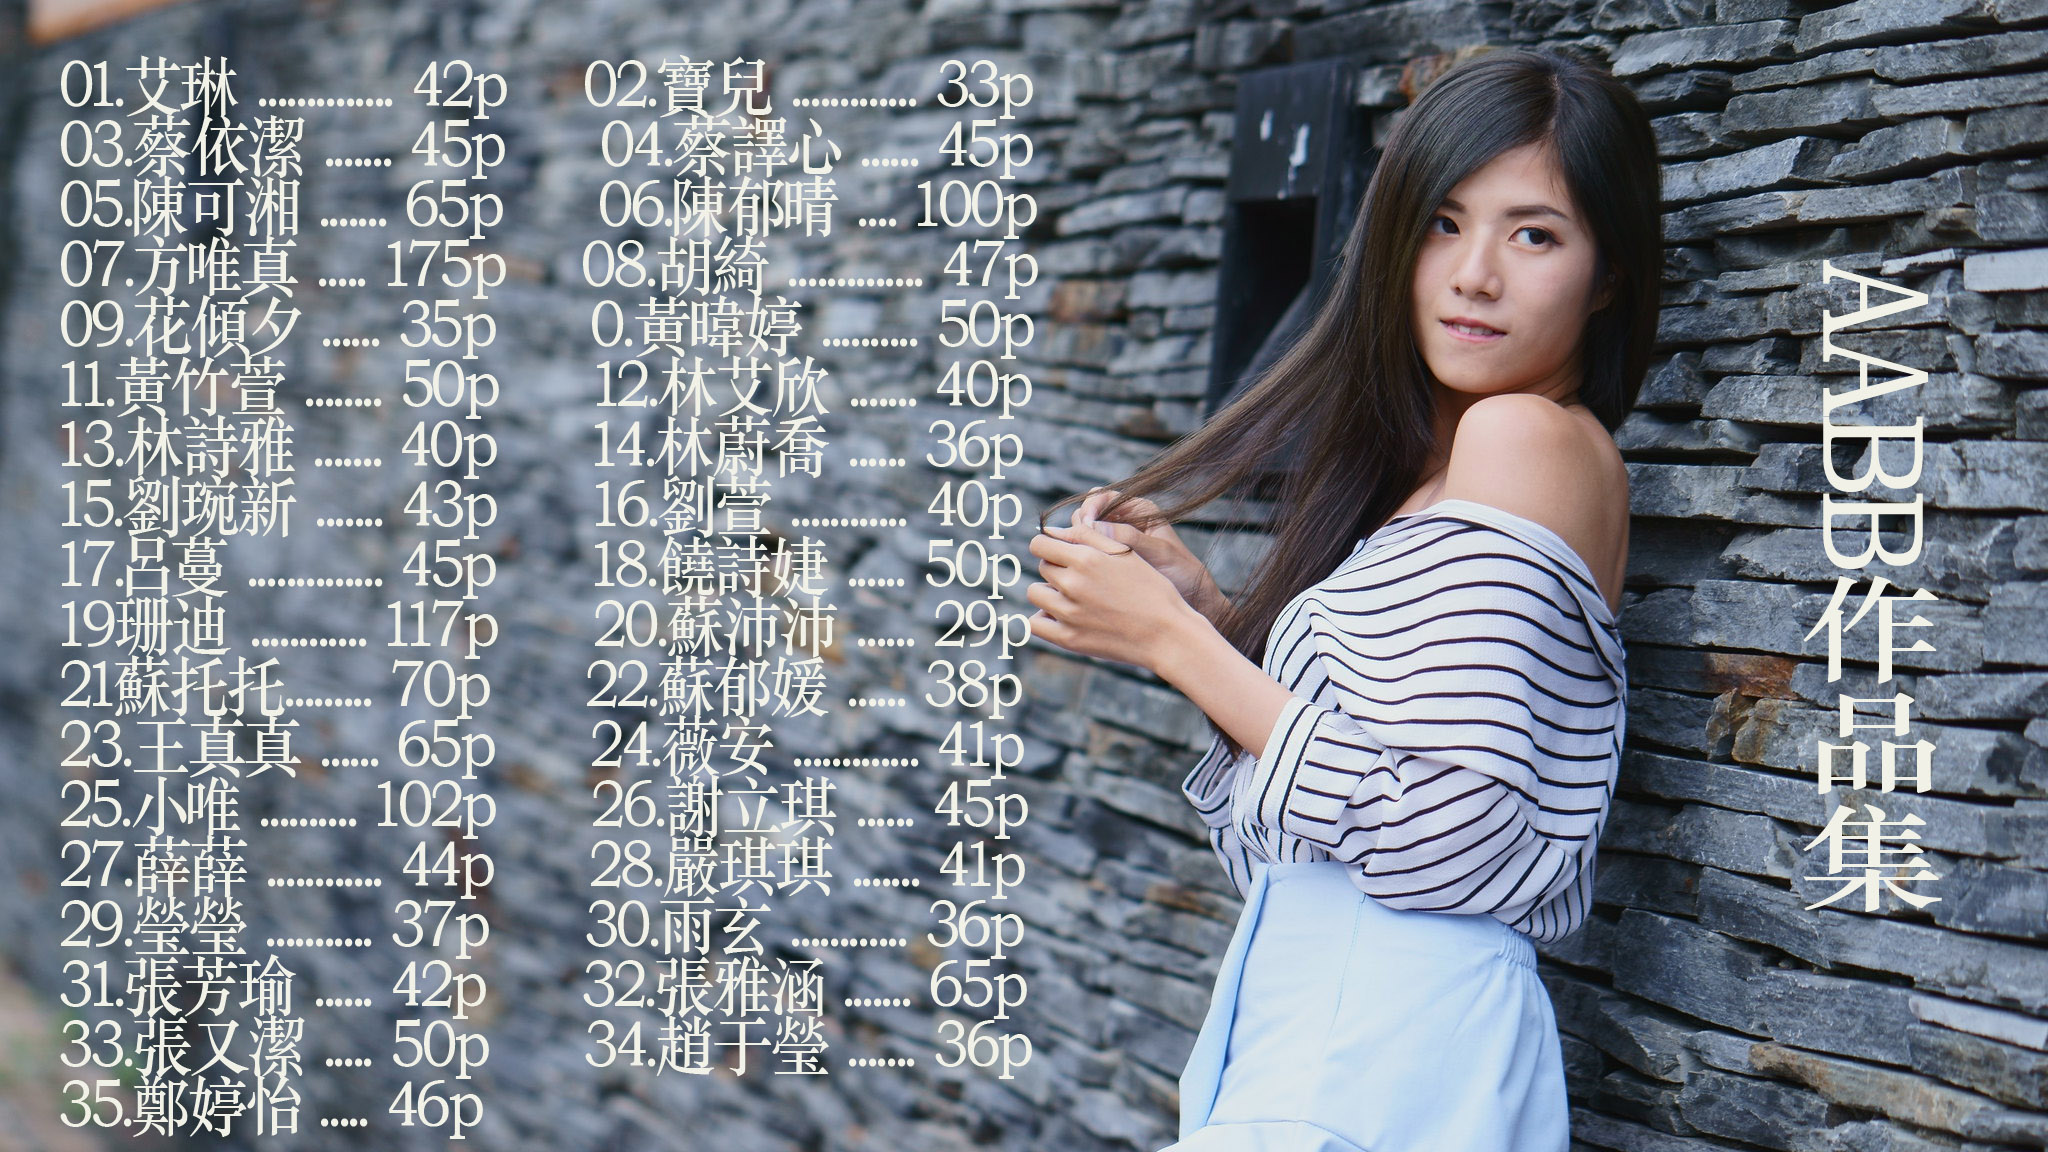 01.艾琳 .............. 42p 02.寶兒 ............. 33p
03.蔡依潔 ....... 45p 04.蔡譯心 ...... 45p
05.陳可湘 ....... 65p 06.陳郁晴 .... 100p
07.方唯真 ..... 175p 08.胡綺 .............. 47p
09.花傾夕 ...... 35p 0.黃暐婷 .......... 50p
11.黃竹萱 ........ 50p 12.林艾欣 ....... 40p
13.林詩雅 ....... 40p 14.林蔚喬 ...... 36p
15.劉琬新 ....... 43p 16.劉萱 ............ 40p
17.呂蔓 .............. 45p 18.饒詩婕 ...... 50p
19珊迪 ............ 117p 20.蘇沛沛 ...... 29p
21蘇托托......... 70p 22.蘇郁媛 ...... 38p
23.王真真 ...... 65p 24.薇安 ............. 41p
25.小唯 .......... 102p 26.謝立琪 ...... 45p
27.薛薛 ............ 44p 28.嚴琪琪 ....... 41p
29.瑩瑩 ........... 37p 30.雨玄 ............ 36p
31.張芳瑜 ...... 42p 32.張雅涵 ....... 65p
33.張又潔 ..... 50p 34.趙于瑩 ....... 36p
35.鄭婷怡 ..... 46p
AABB作品集